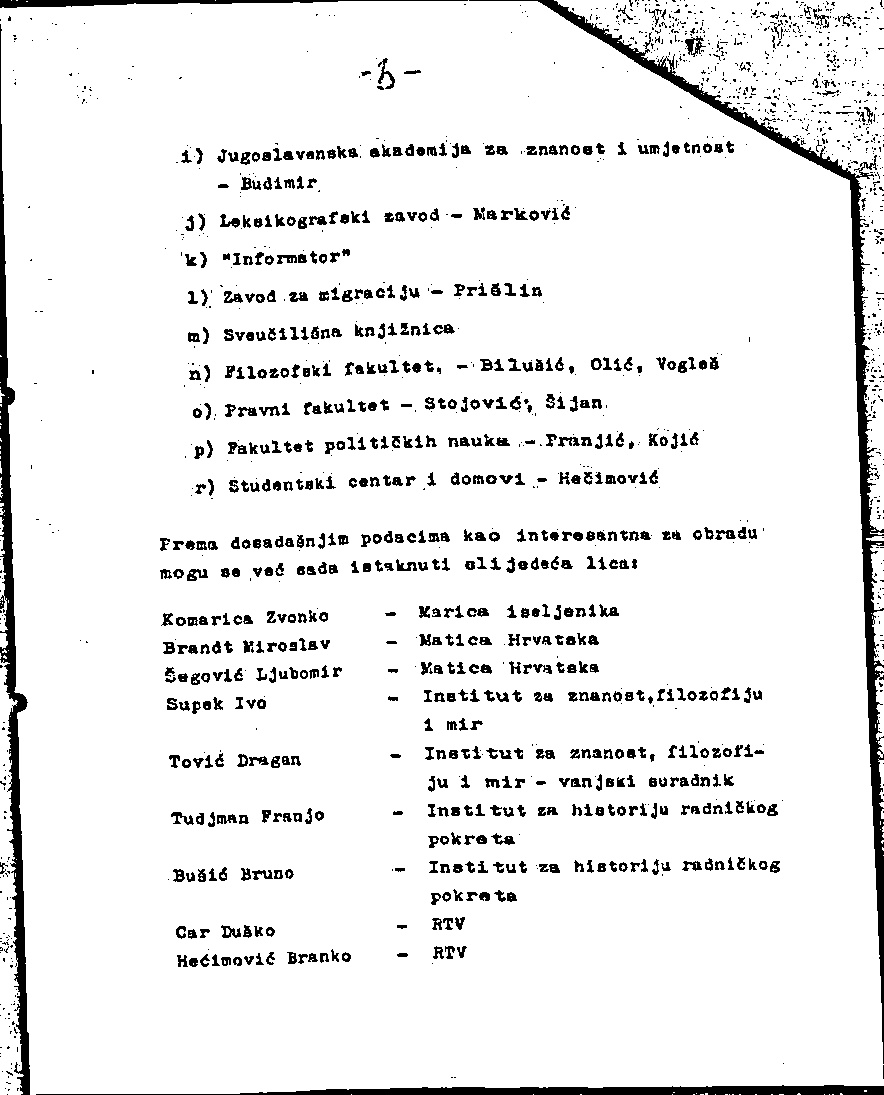 -3-
i) Jugoslavenska akademija za znanost i umjetnost
- Budimir
j) Leksikografski zavod - Marković
k) "Informator"
l) Zavod za migraciju - Prišlin
m) Sveučilišna knjižnica
n) Filozofski fakultet, - Bilušić, Olić, Vogleš
o) Pravni fakultet - Stojović, Šijan
p) Fakultet političkih nauka - Franjić, Kojić
r) Studentski centar i domovi - Hečimović
Prema dosadašnjim podacima kao interesantna za obradu
mogu se već sada istaknuti slijedeća lica:
Komarica Zvonko - Marica iseljenika
Brandt Miroslav - Matica Hrvatska
Šegović Ljubomir - Matica Hrvatska
Supek Ivo - Institut za znanost,filozofiju
i mir
Tović Dragan - Institut za znanost, filozofi-
ju i mir - vanjski suradnik
Tudjman Franjo - Institut za historiju radničkog
pokreta
Bušić Bruno - Institut za historiju radničkog
pokreta
Car Duško - RTV
Hećimović Branko - RTV